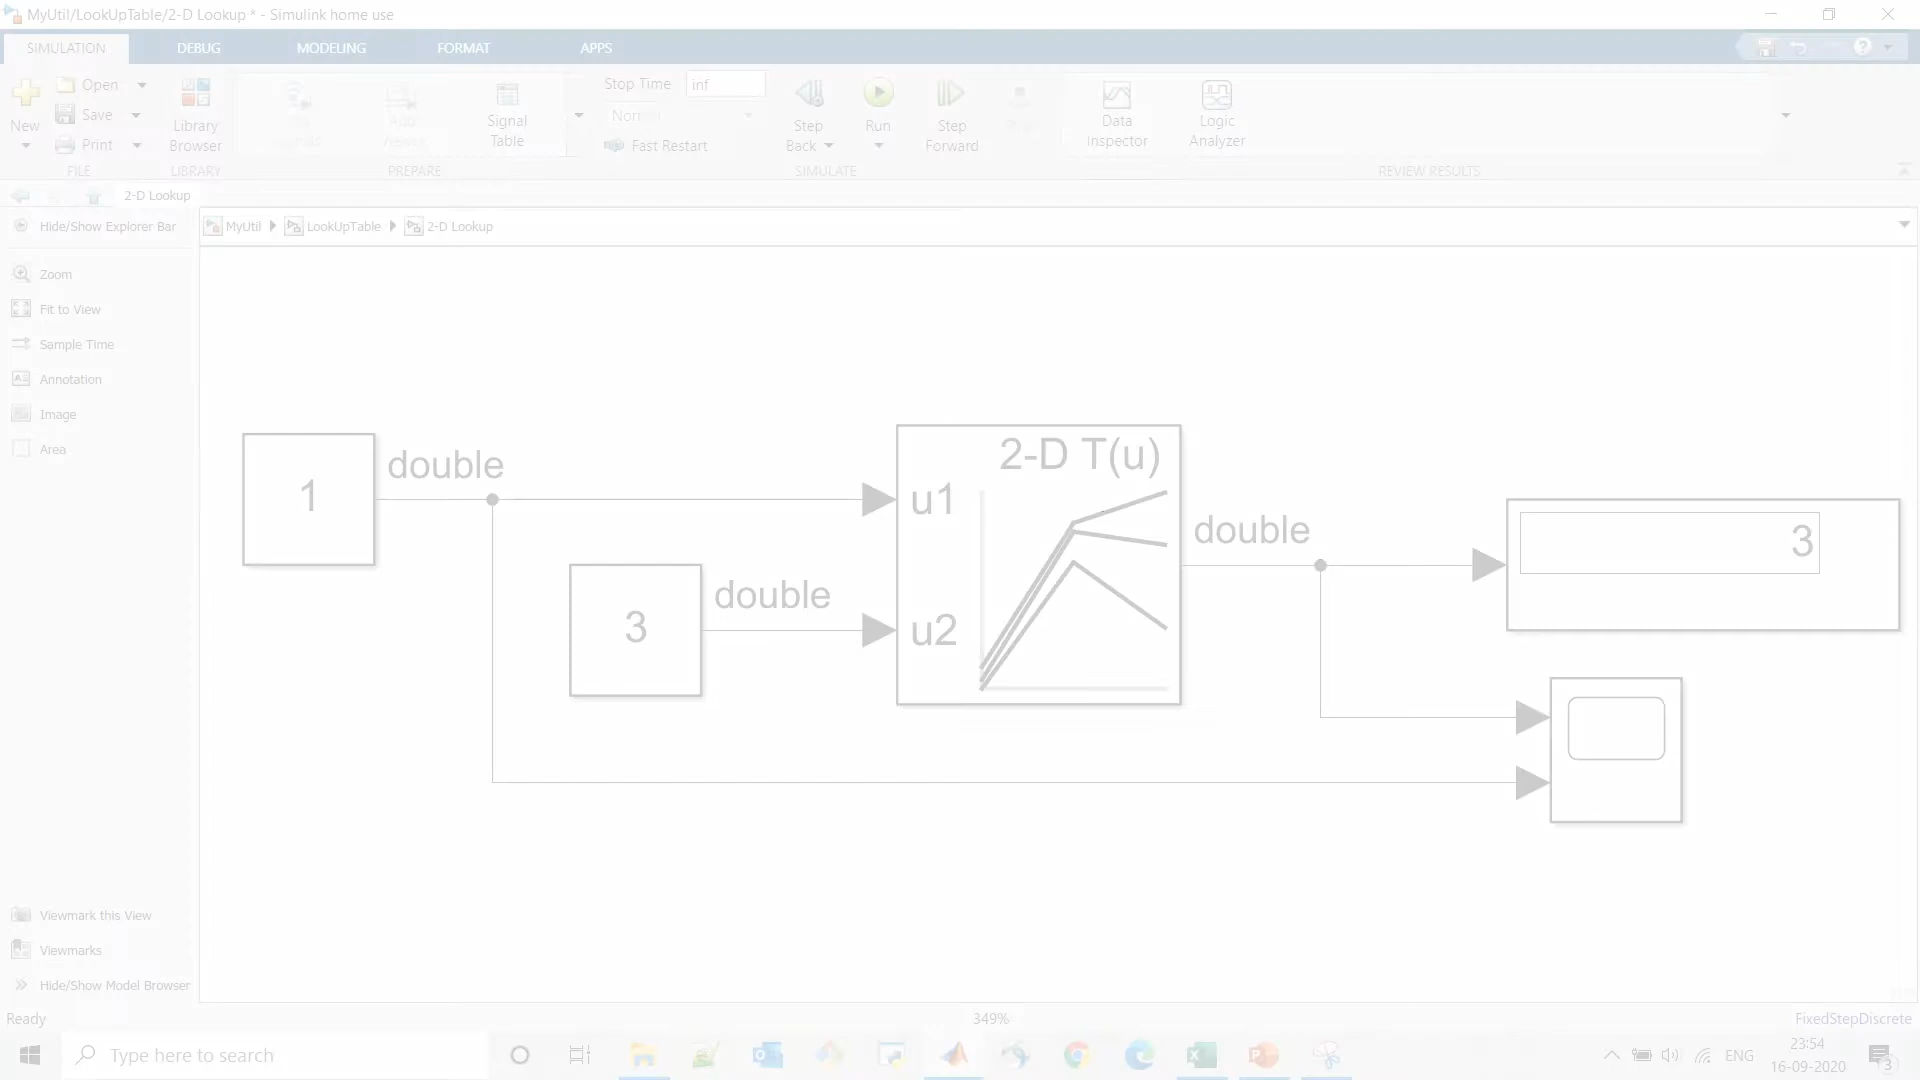 MyUtil/LookUpTable/2-D Lookup * - Simulink home use
SIMULATION DEBUG MODELING FORMAT APPS
New
Open
Save
Print
FILE
Library
Browser
LIBRARY
Signal
Table
PREPARE
Stop Time inf
Normal
Fast Restart
Step
Back
Run
Step
Forward
SIMULATE
Data
Inspector
Logic
Analyzer
REVIEW RESULTS
2-D Lookup
Hide/Show Explorer Bar
MyUtil LookUpTable 2-D Lookup
Zoom
Fit to View
Sample Time
Annotation
Image
Area
1
double
3
double
2-D T(u)
u1
u2
double
3
Viewmark this View
Viewmarks
Hide/Show Model Browser
Ready
349%
FixedStepDiscrete
Type here to search
ENG
23:54
16-09-2020
3